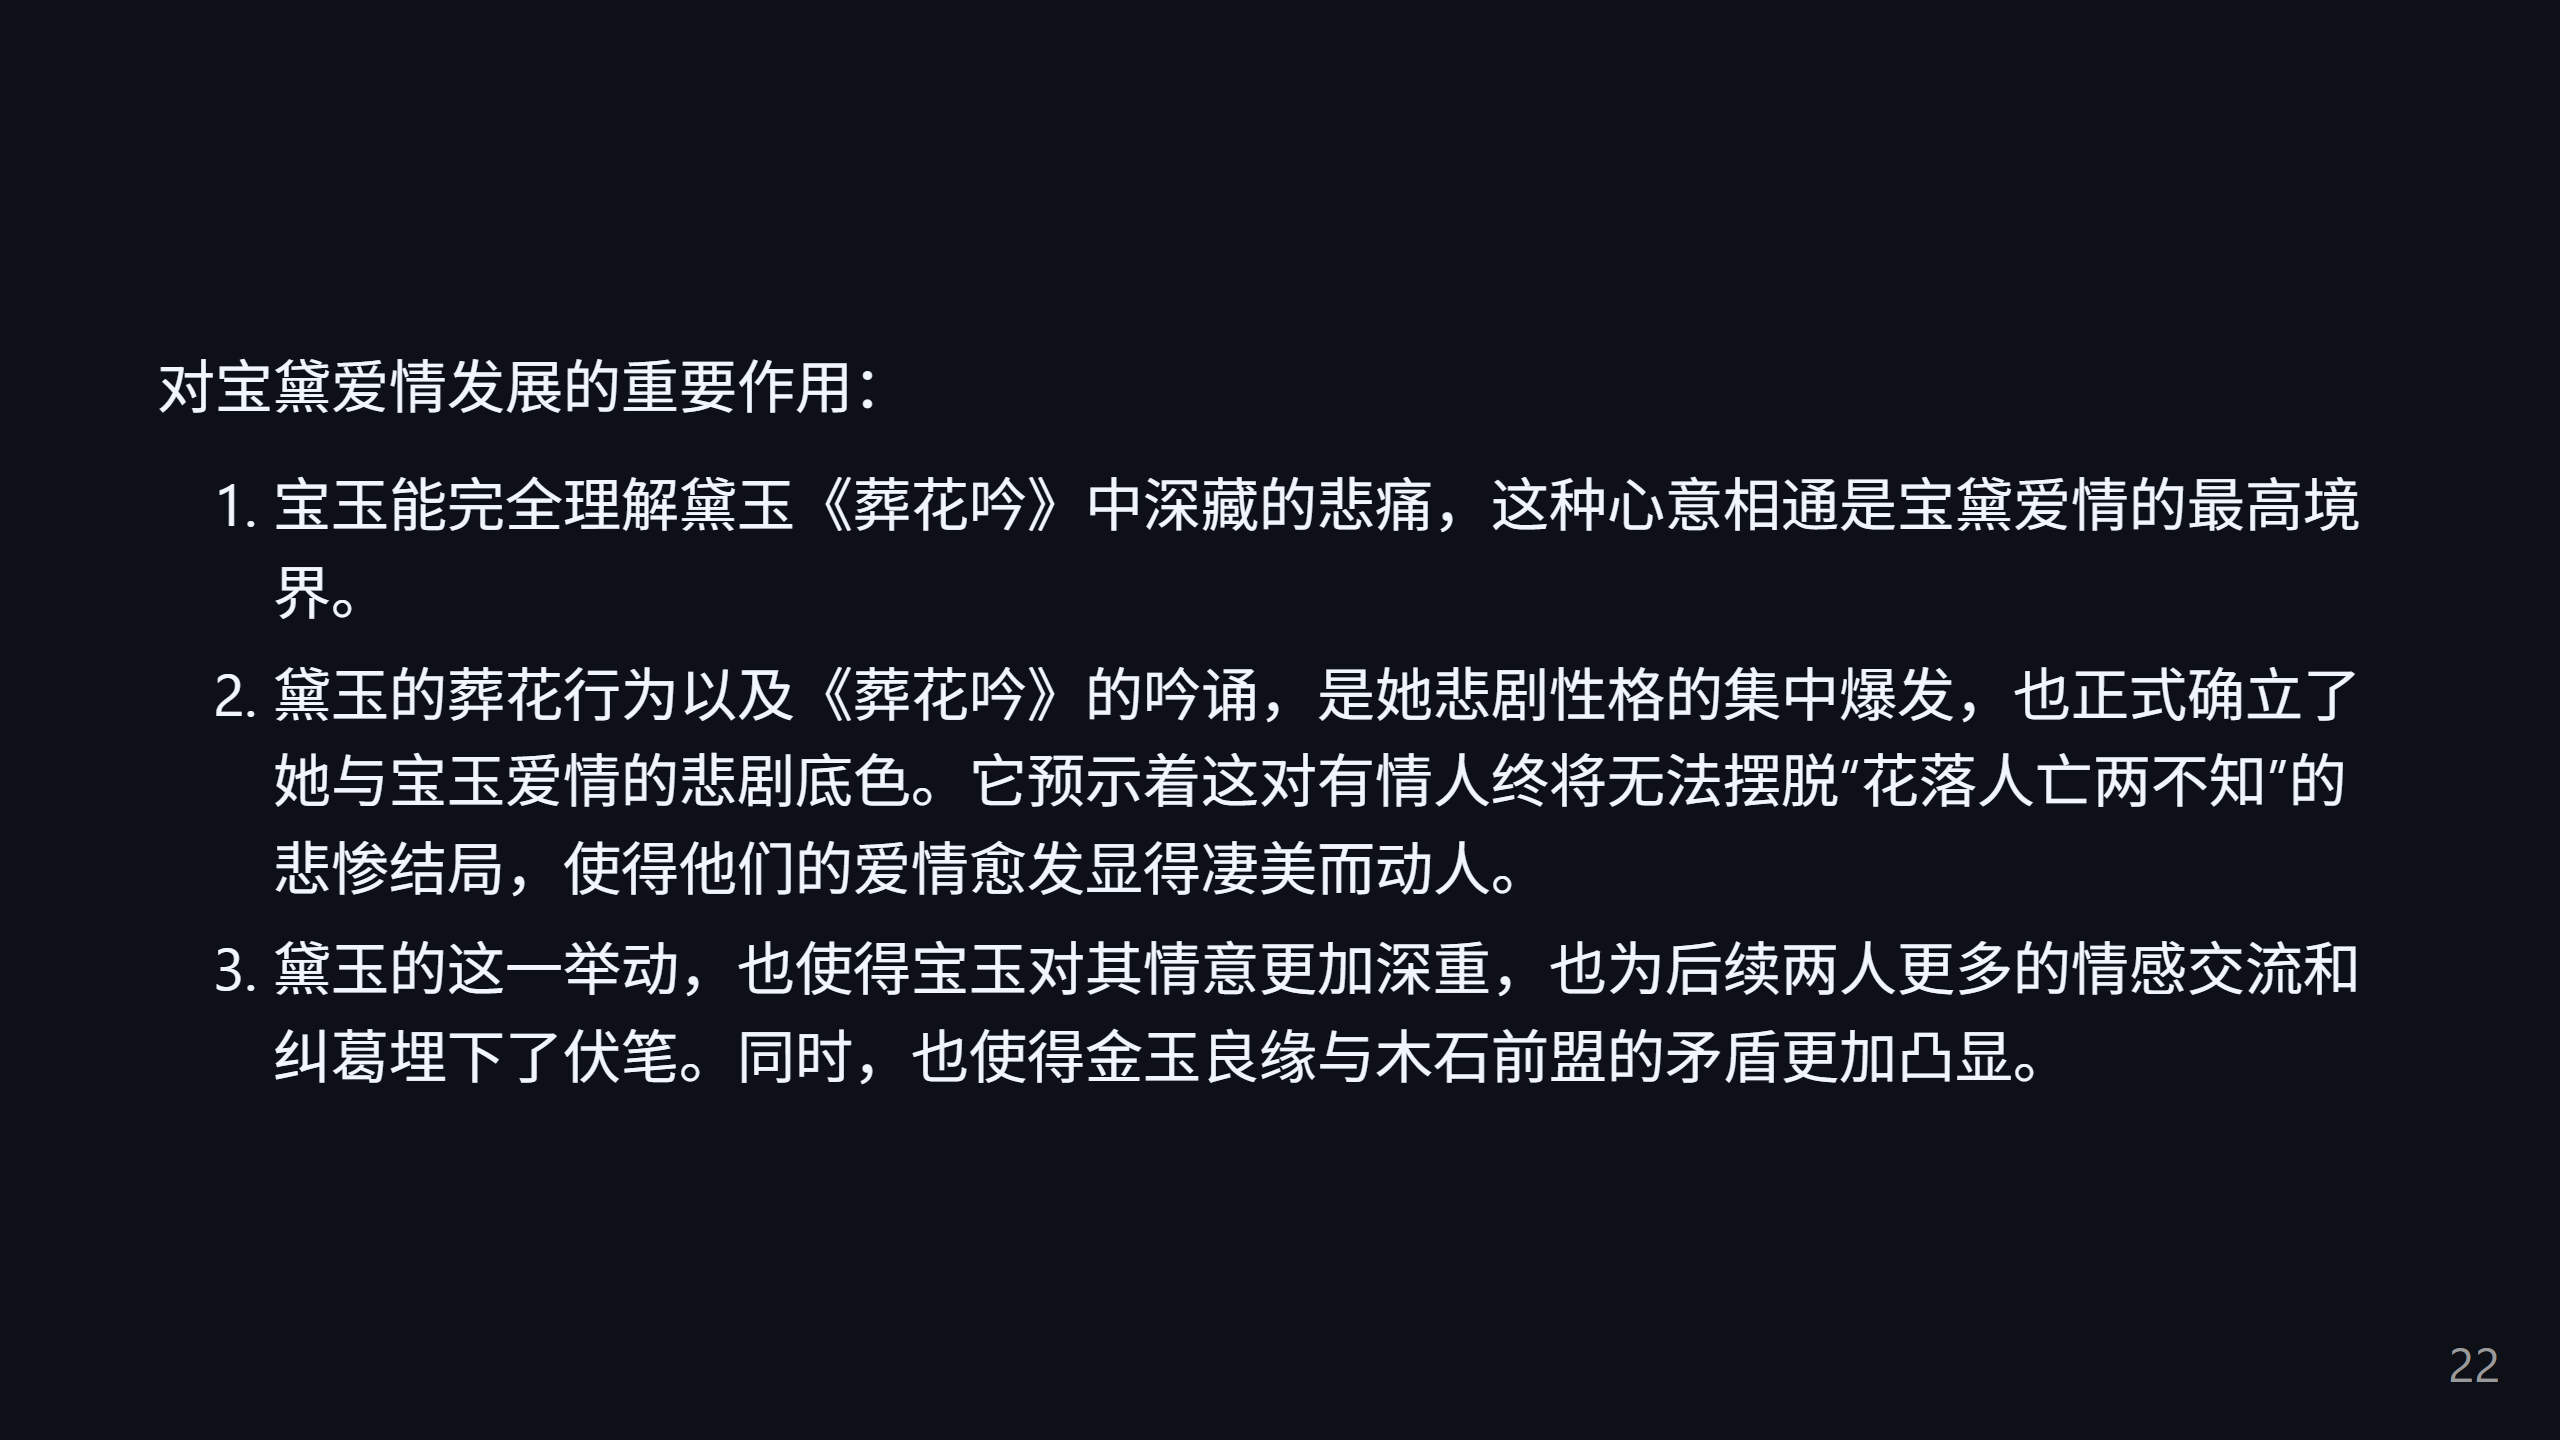 对宝黛爱情发展的重要作用：
1. 宝玉能完全理解黛玉《葬花吟》中深藏的悲痛，这种心意相通是宝黛爱情的最高境
界。
2. 黛玉的葬花行为以及《葬花吟》的吟诵，是她悲剧性格的集中爆发，也正式确立了
她与宝玉爱情的悲剧底色。它预示着这对有情人终将无法摆脱“花落人亡两不知”的
悲惨结局，使得他们的爱情愈发显得凄美而动人。
3. 黛玉的这一举动，也使得宝玉对其情意更加深重，也为后续两人更多的情感交流和
纠葛埋下了伏笔。同时，也使得金玉良缘与木石前盟的矛盾更加凸显。
22